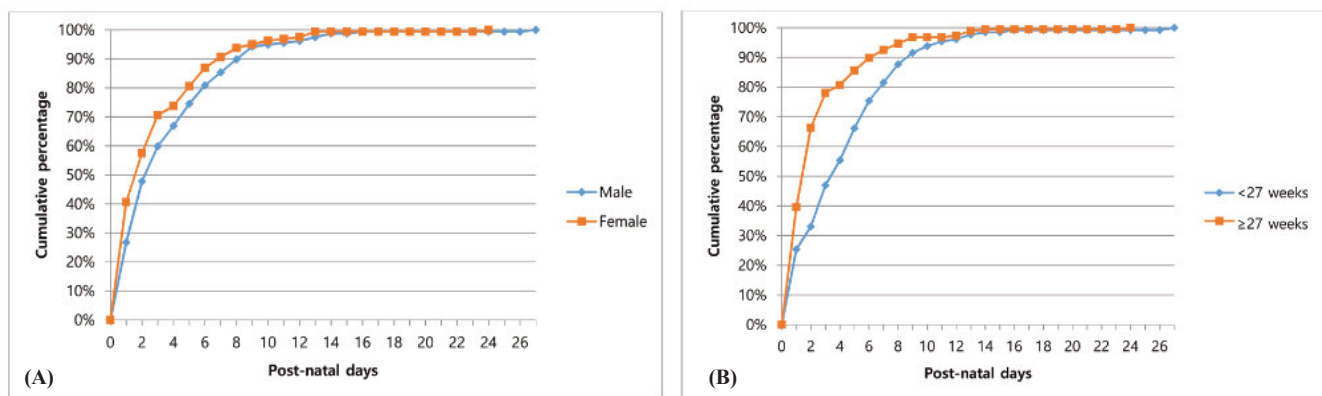 100%
90%
80%
70%
60%
50%
40%
30%
20%
10%
0%
Cumulative percentage
0 2 4 6 8 10 12 14 16 18 20 22 24 26
Post-natal days
Male
Female
(A)
100%
90%
80%
70%
60%
50%
40%
30%
20%
10%
0%
Cumulative percentage
0 2 4 6 8 10 12 14 16 18 20 22 24 26
Post-natal days
<27 weeks
≥27 weeks
(B)